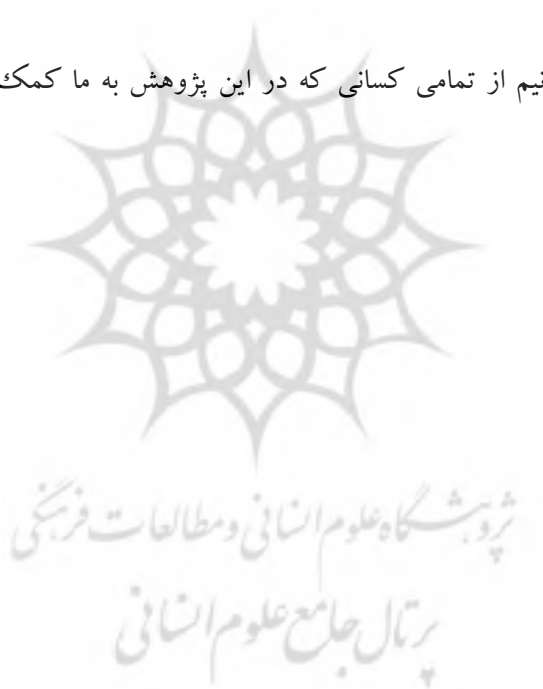 نیم از تمامی کسانی که در این پژوهش به ما کمک
پژوهشگاه علوم انسانی و مطالعات فرهنگی
پرتال جامع علوم انسانی